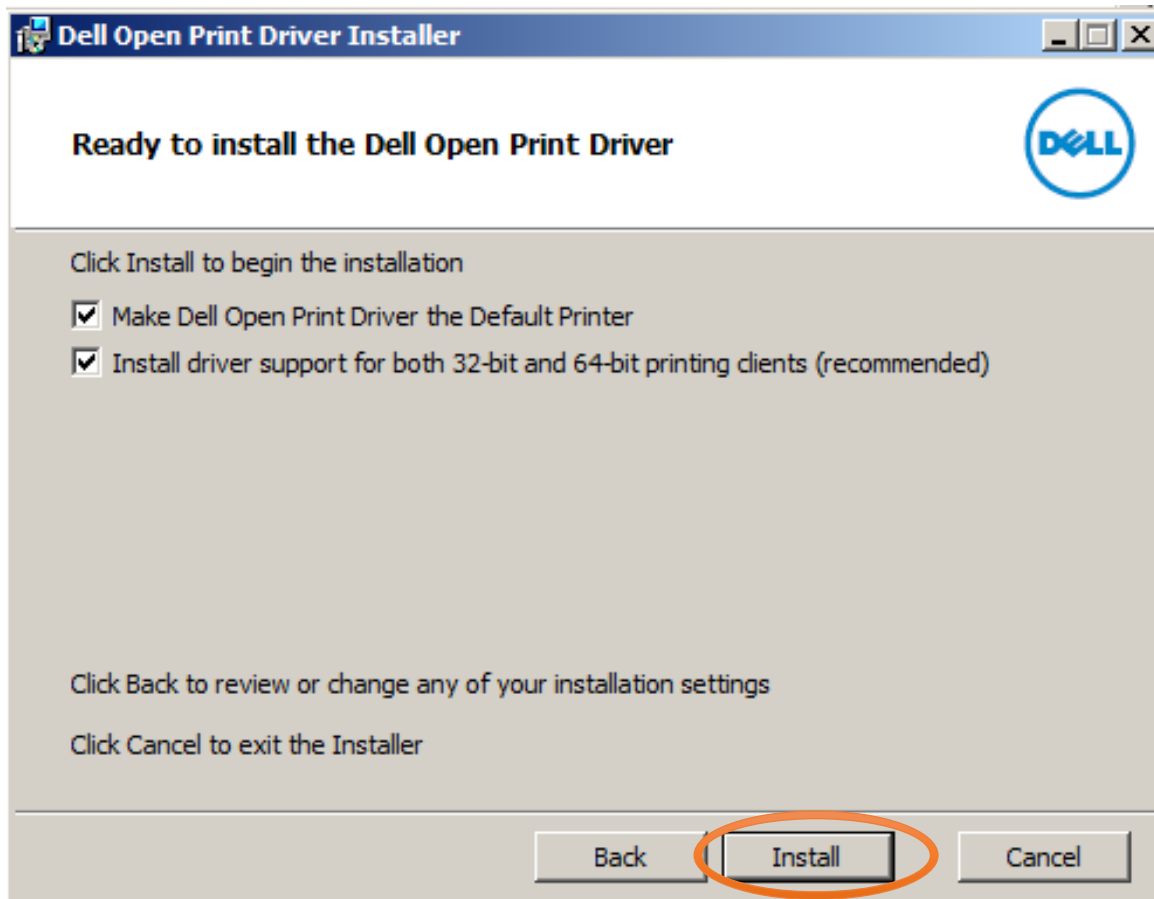 Dell Open Print Driver Installer
Ready to install the Dell Open Print Driver
DELL
Click Install to begin the installation
Make Dell Open Print Driver the Default Printer
Install driver support for both 32-bit and 64-bit printing clients (recommended)
Click Back to review or change any of your installation settings
Click Cancel to exit the Installer
Back Install Cancel